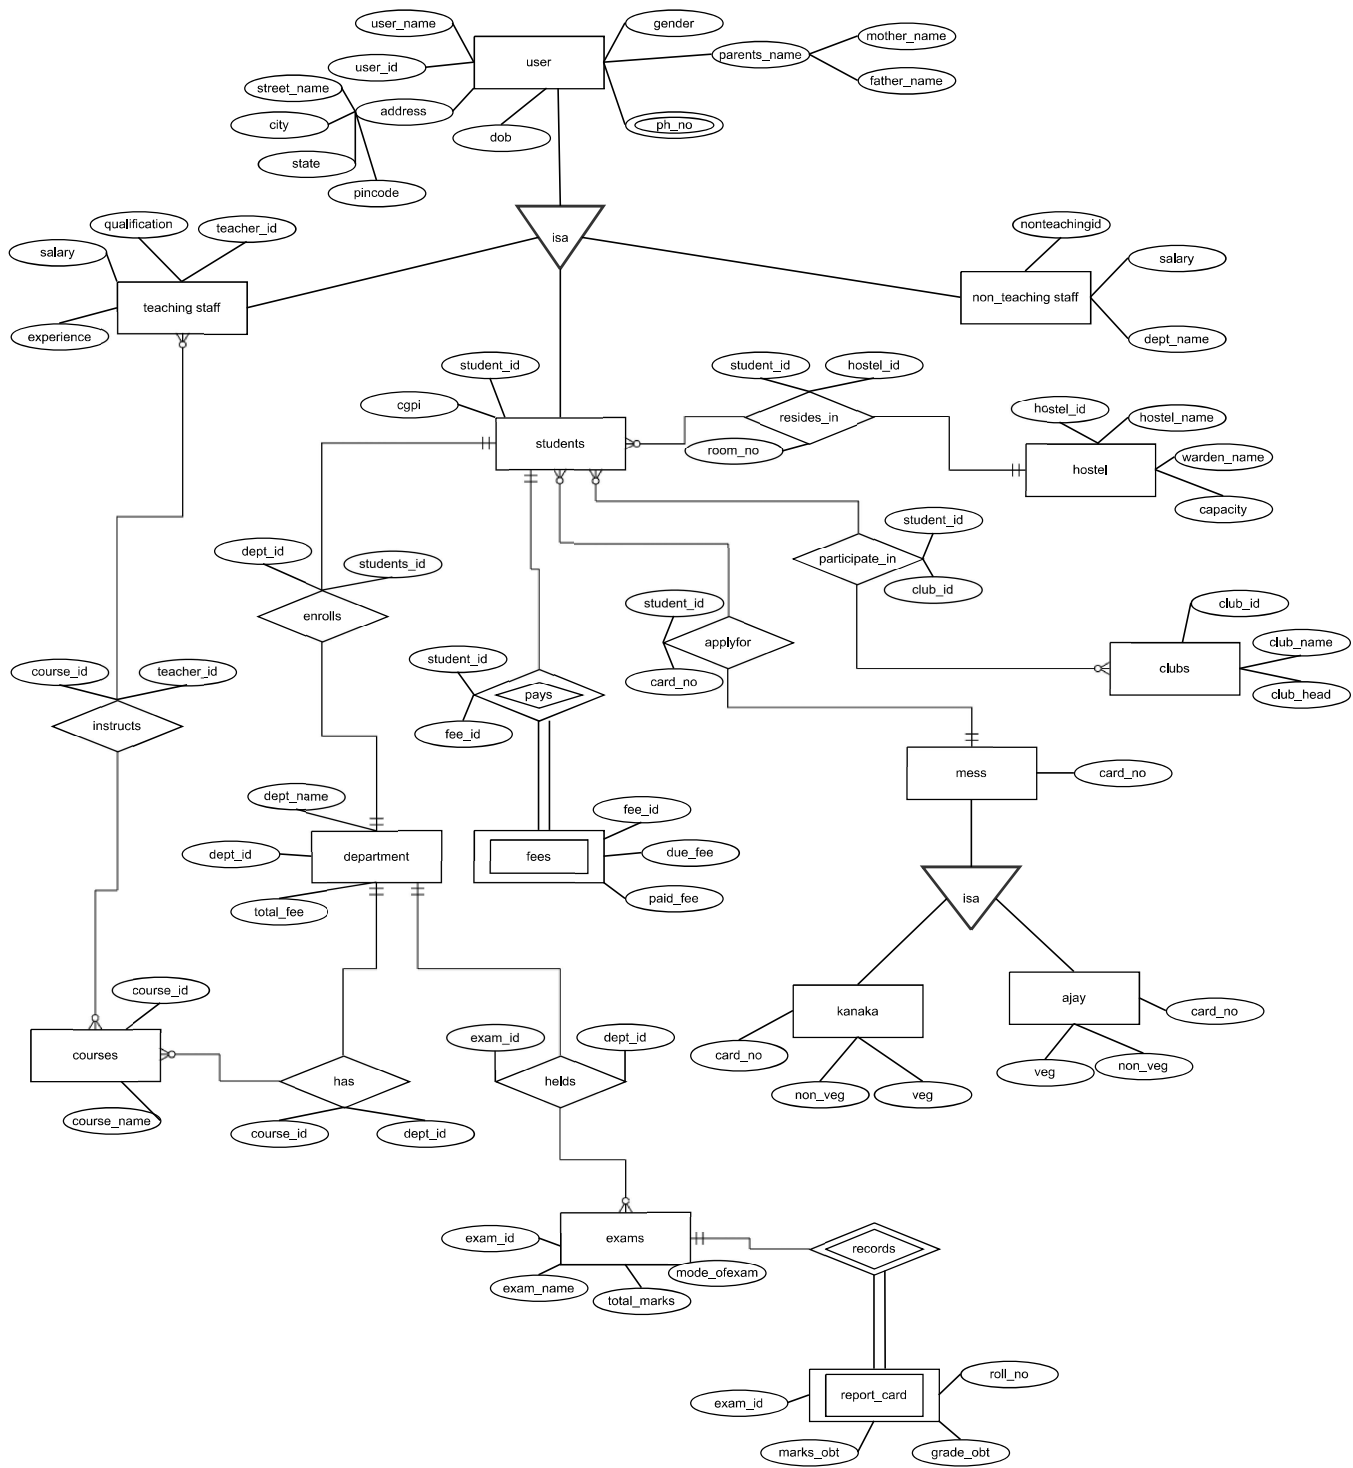 user_name
gender
mother_name
user
parents_name
user_id
father_name
street_name
address
city
ph_no
dob
state
pincode
qualification
teacher_id
nonteachingid
isa
salary
salary
teaching staff
non_teaching staff
experience
dept_name
student_id
student_id
hostel_id
cgpi
hostel_id
hostel_name
resides_in
students
room_no
warden_name
hostel
capacity
student_id
dept_id
participate_in
students_id
club_id
student_id
club_id
enrolls
applyfor
club_name
student_id
course_id
teacher_id
clubs
card_no
pays
club_head
instructs
fee_id
mess
card_no
dept_name
fee_id
dept_id
department
fees
due_fee
total_fee
paid_fee
isa
course_id
ajay
kanaka
card_no
exam_id
dept_id
courses
card_no
has
helds
veg
non_veg
non_veg
veg
course_name
course_id
dept_id
exam_id
exams
records
mode_ofexam
exam_name
total_marks
roll_no
report_card
exam_id
marks_obt
grade_obt